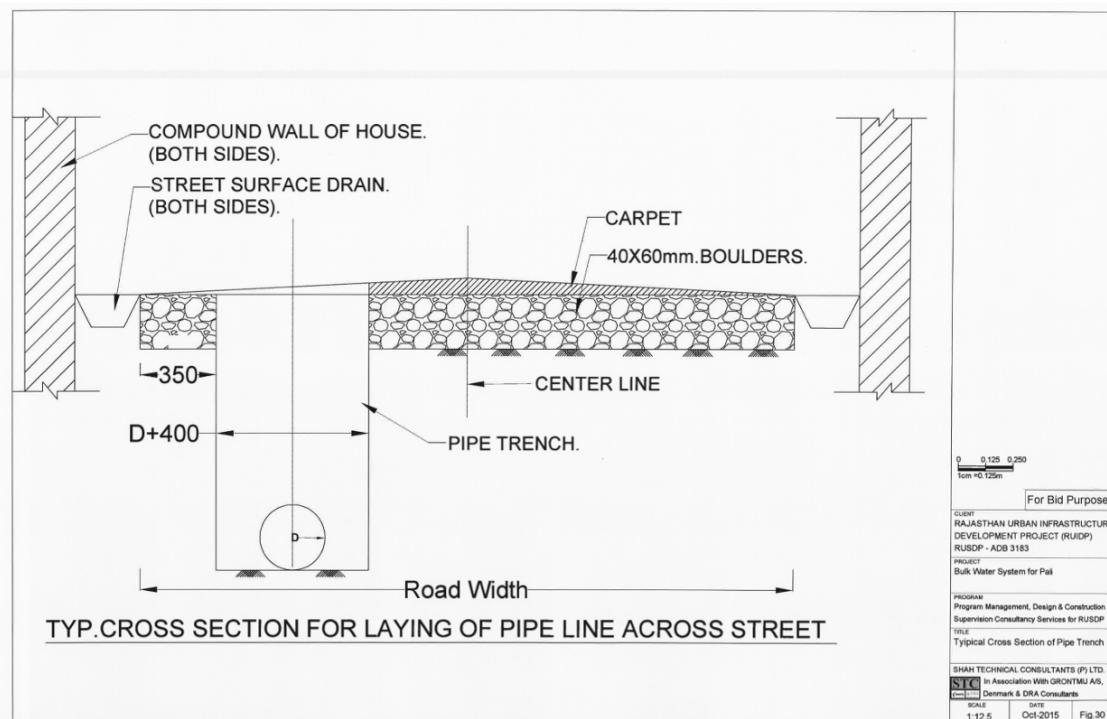 COMPOUND WALL OF HOUSE.
(BOTH SIDES).
STREET SURFACE DRAIN.
(BOTH SIDES).
CARPET
40X60mm.BOULDERS.
350
CENTER LINE
D+400
PIPE TRENCH.
D
Road Width
TYP.CROSS SECTION FOR LAYING OF PIPE LINE ACROSS STREET
0 0.125 0.250
1cm =0.125m
For Bid Purpose
CLIENT
RAJASTHAN URBAN INFRASTRUCTUR
DEVELOPMENT PROJECT (RUIDP)
RUSDP - ADB 3183
PROJECT
Bulk Water System for Pali
PROGRAM
Program Management, Design & Construction
Supervision Consultancy Services for RUSDP
TITLE
Tyipical Cross Section of Pipe Trench
SHAH TECHNICAL CONSULTANTS (P) LTD.
STC In Association With GRONTMIJ A/S,
Denmark & DRA Consultants
SCALE DATE
1:12.5 Oct-2015 Fig.30